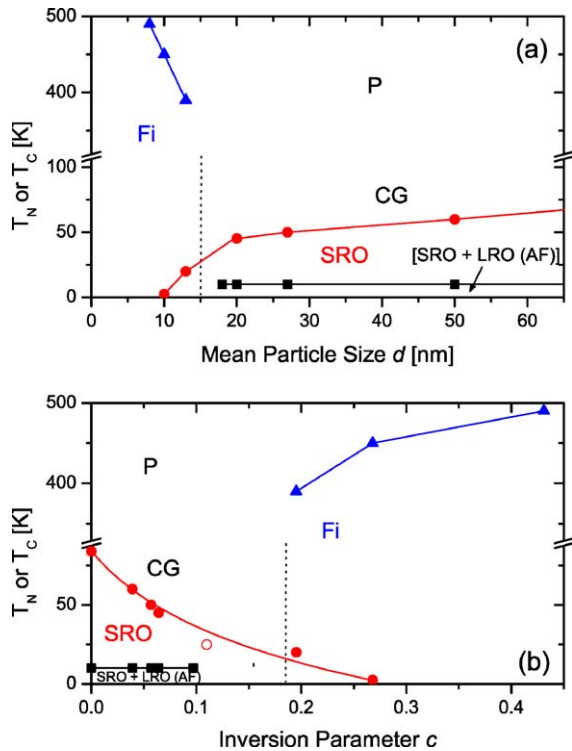 500
(a)
P
400
Fi
T_N or T_C [K]
100
CG
50
SRO
[SRO + LRO (AF)]
0
0 10 20 30 40 50 60
Mean Particle Size d [nm]
500
P
400
Fi
T_N or T_C [K]
CG
50
SRO
SRO + LRO (AF)
(b)
0
0.0 0.1 0.2 0.3 0.4
Inversion Parameter c